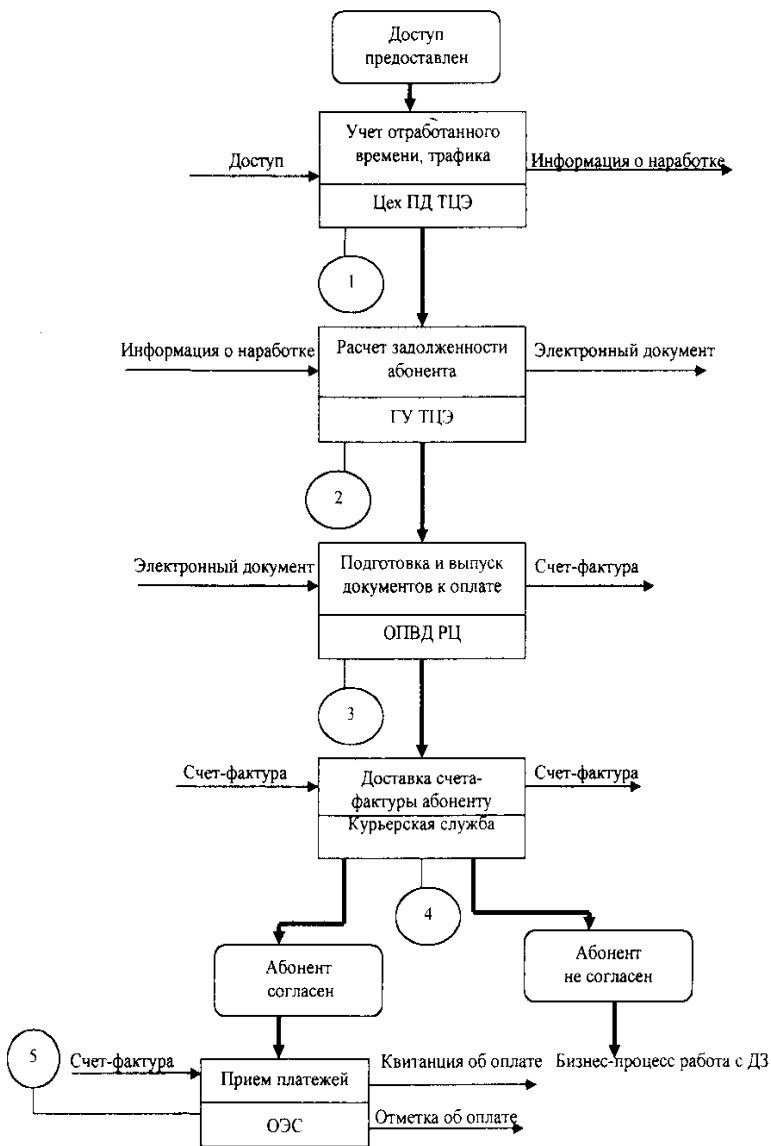 Доступ
предоставлен
Учет отработанного
времени, трафика
Доступ
Информация о наработке
Цех ПД ТЦЭ
1
Информация о наработке
Расчет задолженности
абонента
Электронный документ
ГУ ТЦЭ
2
Электронный документ
Подготовка и выпуск
документов к оплате
Счет-фактура
ОПВД РЦ
3
Счет-фактура
Доставка счета-
фактуры абоненту
Счет-фактура
Курьерская служба
4
Абонент
согласен
Абонент
не согласен
5
Счет-фактура
Прием платежей
Квитанция об оплате
Бизнес-процесс работа с ДЗ
ОЭС
Отметка об оплате